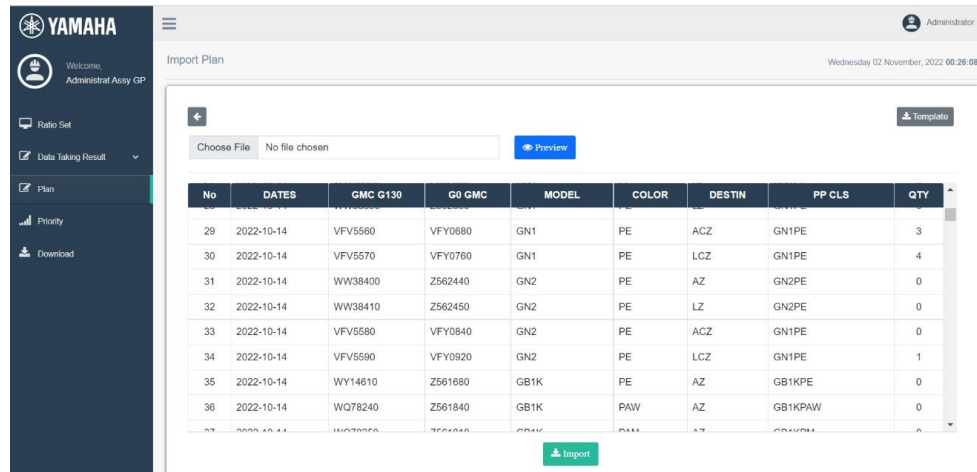 YAMAHA
Administrator
Welcome,
Administrat Assy GP
Import Plan
Wednesday 02 November, 2022 00:26:08
Ratio Set
Data Taking Result
Plan
Priority
Download
Template
Choose File No file chosen
Preview
No DATES GMC G130 G0 GMC MODEL COLOR DESTIN PP CLS QTY
29 2022-10-14 VFV5560 VFY0680 GN1 PE ACZ GN1PE 3
30 2022-10-14 VFV5570 VFY0760 GN1 PE LCZ GN1PE 4
31 2022-10-14 WW38400 Z562440 GN2 PE AZ GN2PE 0
32 2022-10-14 WW38410 Z562450 GN2 PE LZ GN2PE 0
33 2022-10-14 VFV5580 VFY0840 GN2 PE ACZ GN1PE 0
34 2022-10-14 VFV5590 VFY0920 GN2 PE LCZ GN1PE 1
35 2022-10-14 WY14610 Z561680 GB1K PE AZ GB1KPE 0
36 2022-10-14 WQ78240 Z561840 GB1K PAW AZ GB1KPAW 0
Import